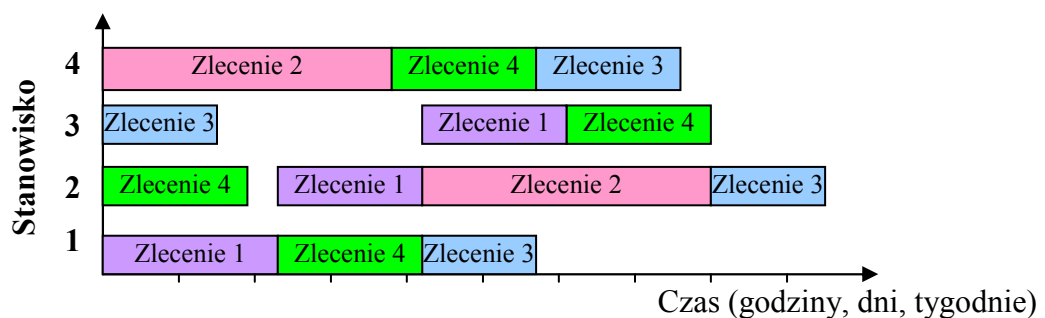 Stanowisko
4 Zlecenie 2 Zlecenie 4 Zlecenie 3
3 Zlecenie 3 Zlecenie 1 Zlecenie 4
2 Zlecenie 4 Zlecenie 1 Zlecenie 2 Zlecenie 3
1 Zlecenie 1 Zlecenie 4 Zlecenie 3
Czas (godziny, dni, tygodnie)